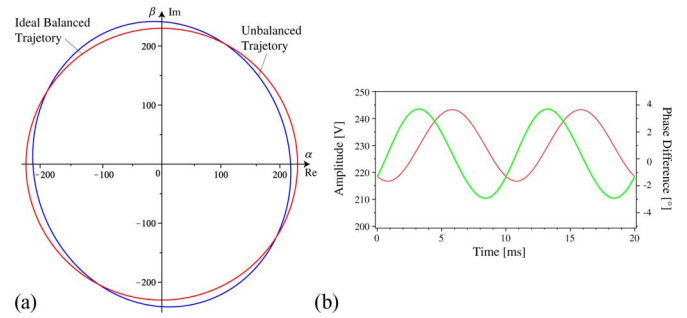 β Im
Ideal Balanced
Trajetory
Unbalanced
Trajetory
200
100
α
Re
-200
-100
0
100
200
-100
-200
(a)
250
240
230
220
210
200
Amplitude [V]
4
2
0
-2
-4
Phase Difference [°]
0
5
10
15
20
Time [ms]
(b)